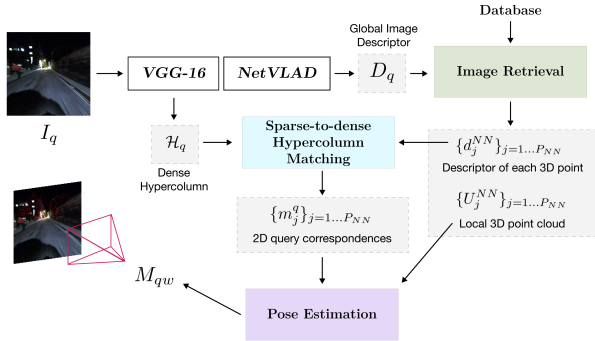 Database
Global Image
Descriptor
VGG-16
NetVLAD
$D_q$
Image Retrieval
$I_q$
$\mathcal{H}_q$
Dense
Hypercolumn
Sparse-to-dense
Hypercolumn
Matching
$\{d_j^{NN}\}_{j=1...P_{NN}}$
Descriptor of each 3D point
$\{U_j^{NN}\}_{j=1...P_{NN}}$
Local 3D point cloud
$\{m_j^q\}_{j=1...P_{NN}}$
2D query correspondences
$M_{qw}$
Pose Estimation